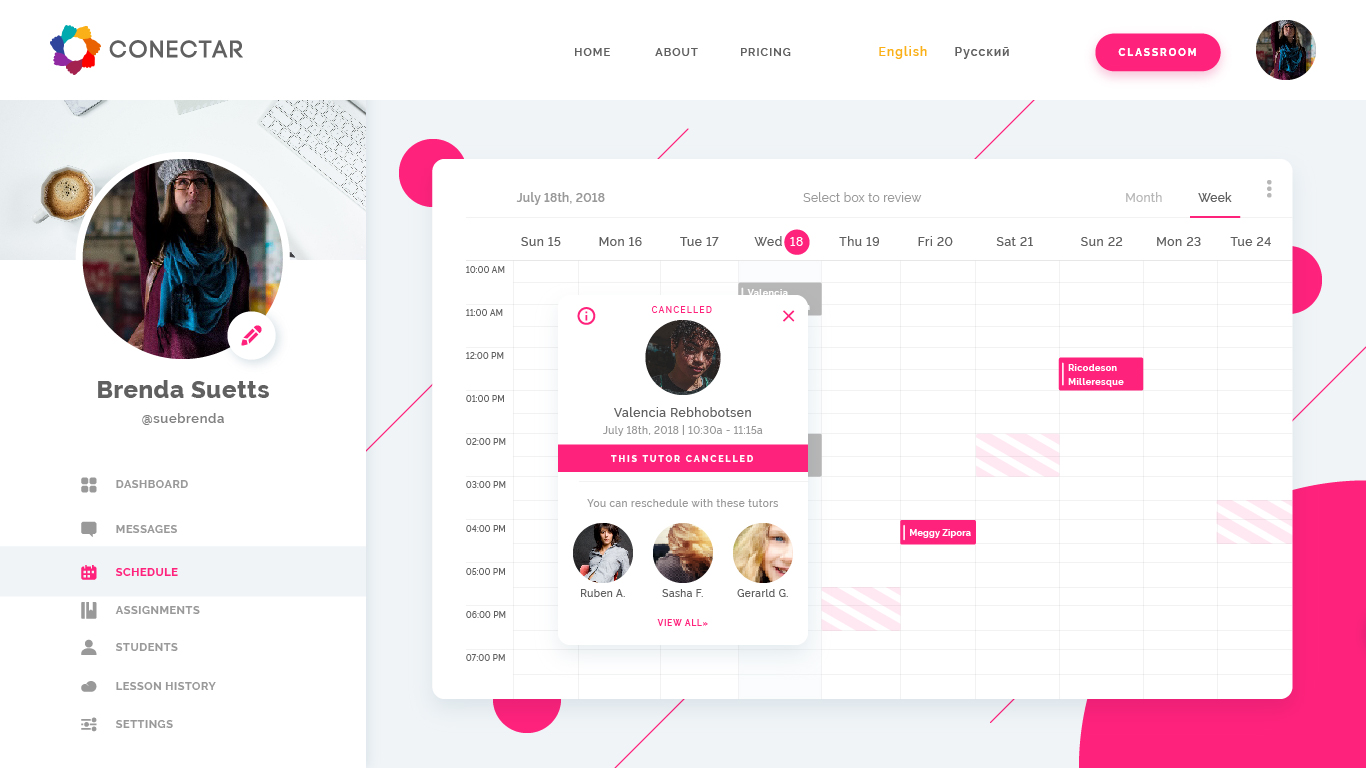 CONECTAR
HOME ABOUT PRICING English Русский CLASSROOM
Brenda Suetts
@suebrenda
DASHBOARD
MESSAGES
SCHEDULE
ASSIGNMENTS
STUDENTS
LESSON HISTORY
SETTINGS
July 18th, 2018 Select box to review Month Week
Sun 15 Mon 16 Tue 17 Wed 18 Thu 19 Fri 20 Sat 21 Sun 22 Mon 23 Tue 24
10:00 AM
11:00 AM
12:00 PM
01:00 PM
02:00 PM
03:00 PM
04:00 PM
05:00 PM
06:00 PM
07:00 PM
Valencia
Ricodeson
Milleresque
Meggy Zipora
CANCELLED
Valencia Rebhobotsen
July 18th, 2018 | 10:30a - 11:15a
THIS TUTOR CANCELLED
You can reschedule with these tutors
Ruben A. Sasha F. Gerarld G.
VIEW ALL»